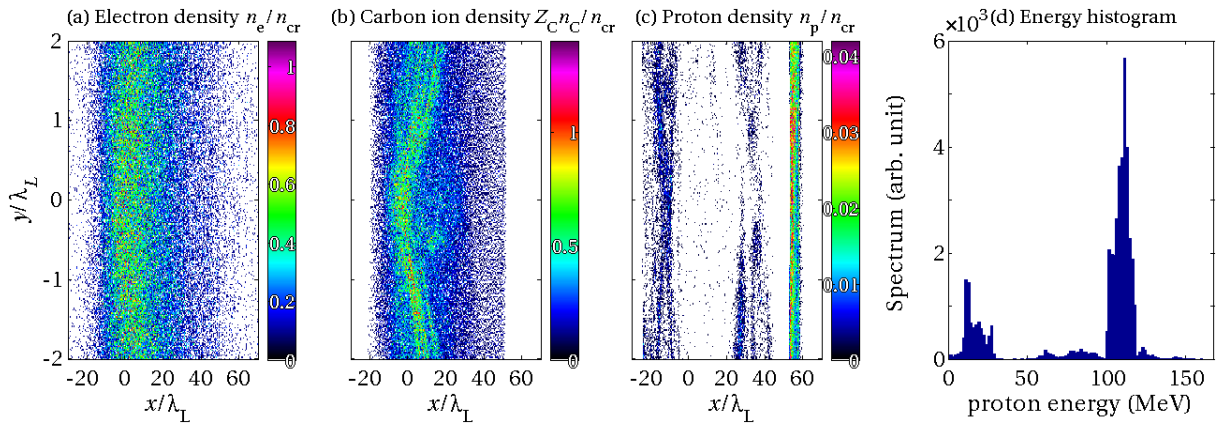 (a) Electron density n_e/n_cr
2
1
0
-1
-2
y/λ_L
-20 0 20 40 60
x/λ_L
1
0.8
0.6
0.4
0.2
0
(b) Carbon ion density Z_C n_C/n_cr
-20 0 20 40 60
x/λ_L
1
0.5
0
(c) Proton density n_p/n_cr
-20 0 20 40 60
x/λ_L
0.04
0.03
0.02
0.01
0
×10³ (d) Energy histogram
6
4
2
0
Spectrum (arb. unit)
0 50 100 150
proton energy (MeV)